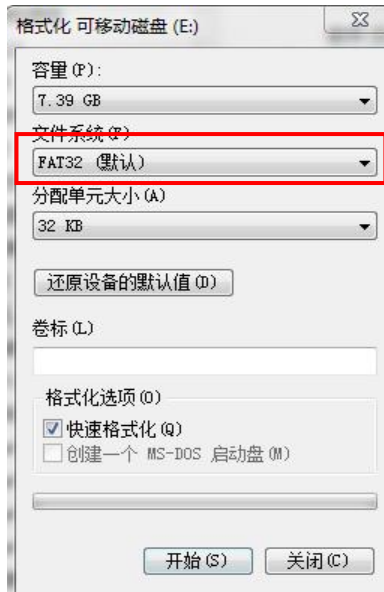 格式化 可移动磁盘 (E:)
容量(P):
7.39 GB
文件系统(F)
FAT32 (默认)
分配单元大小(A)
32 KB
还原设备的默认值(D)
卷标(L)
格式化选项(O)
快速格式化(Q)
创建一个 MS-DOS 启动盘(M)
开始(S)
关闭(C)